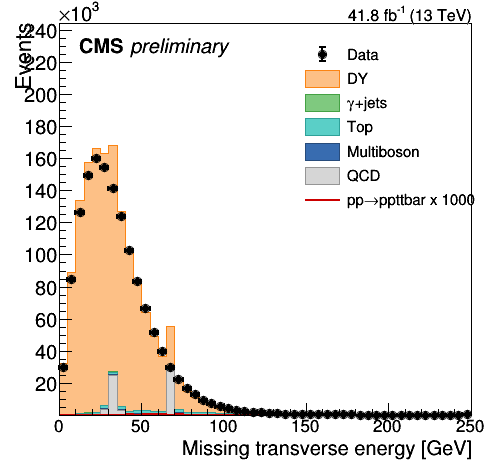 ×10³
41.8 fb⁻¹ (13 TeV)
Events
CMS preliminary
Data
DY
γ+jets
Top
Multiboson
QCD
pp→ppttbar x 1000
240
220
200
180
160
140
120
100
80
60
40
20
0 50 100 150 200 250
Missing transverse energy [GeV]